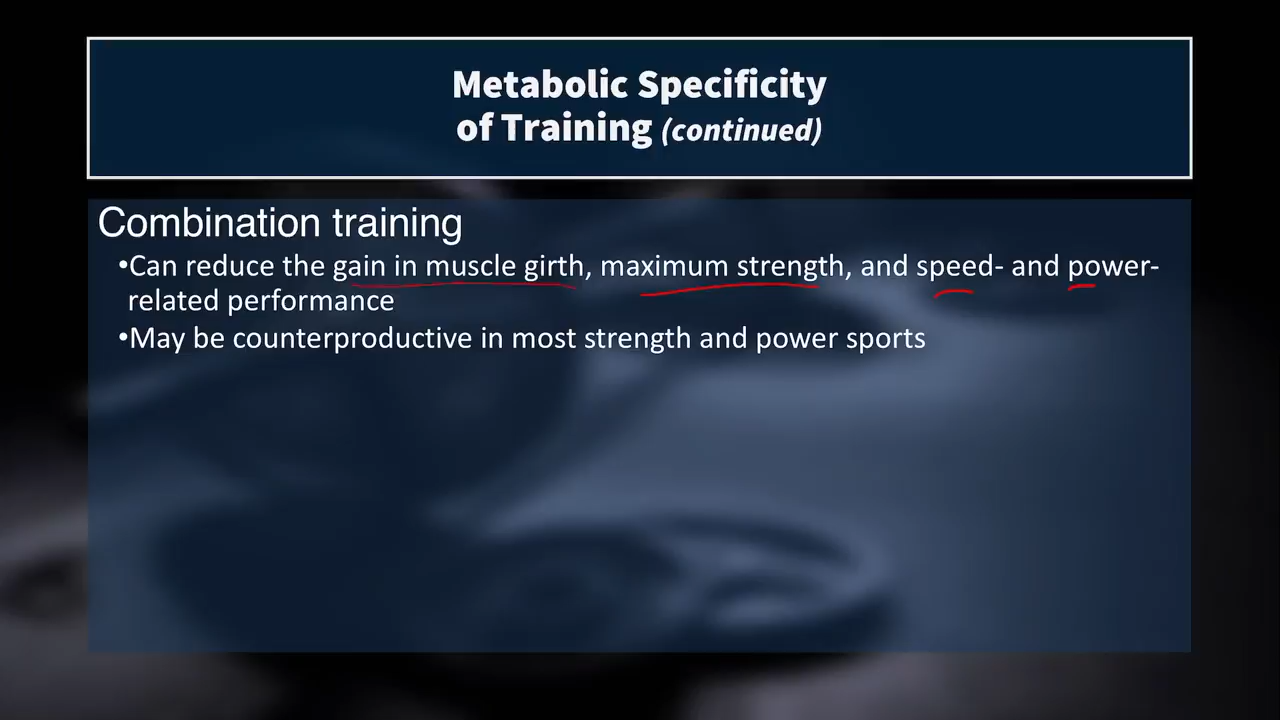 Metabolic Specificity
of Training (continued)
Combination training
•Can reduce the gain in muscle girth, maximum strength, and speed- and power-
related performance
•May be counterproductive in most strength and power sports